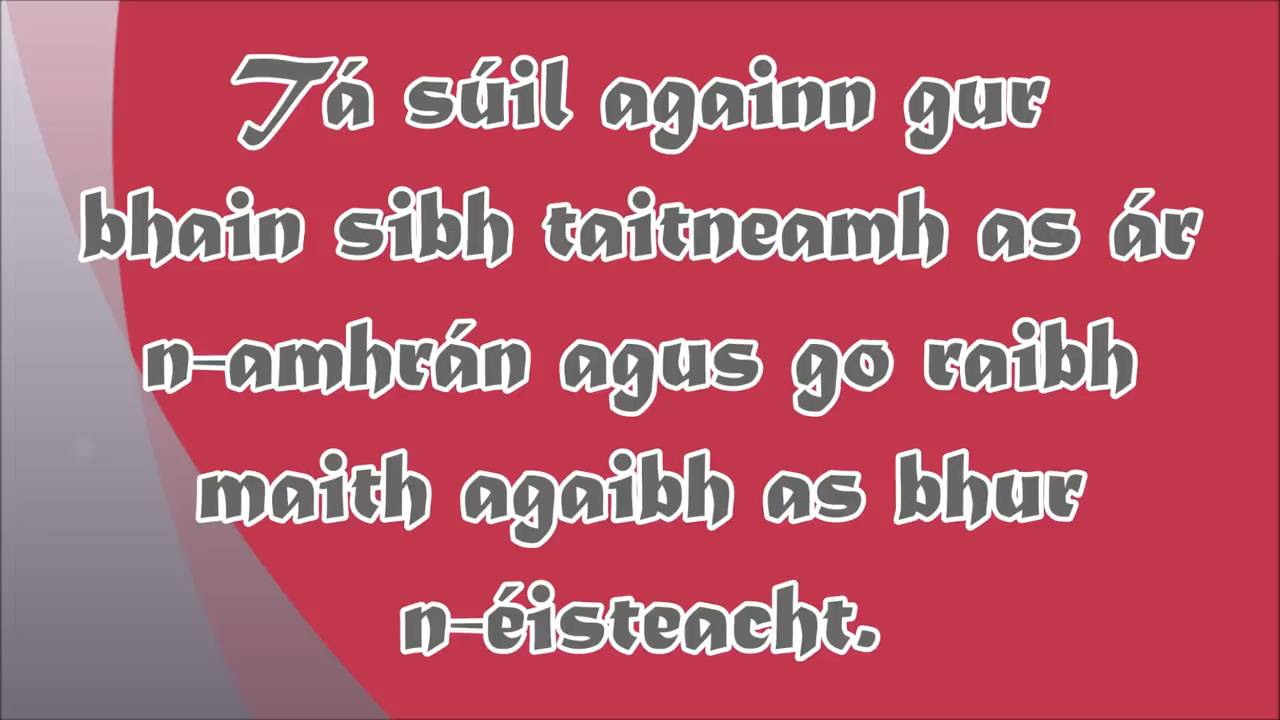 Tá súil againn gur
bhain sibh taitneamh as ár
n-amhrán agus go raibh
maith agaibh as bhur
n-éisteacht.